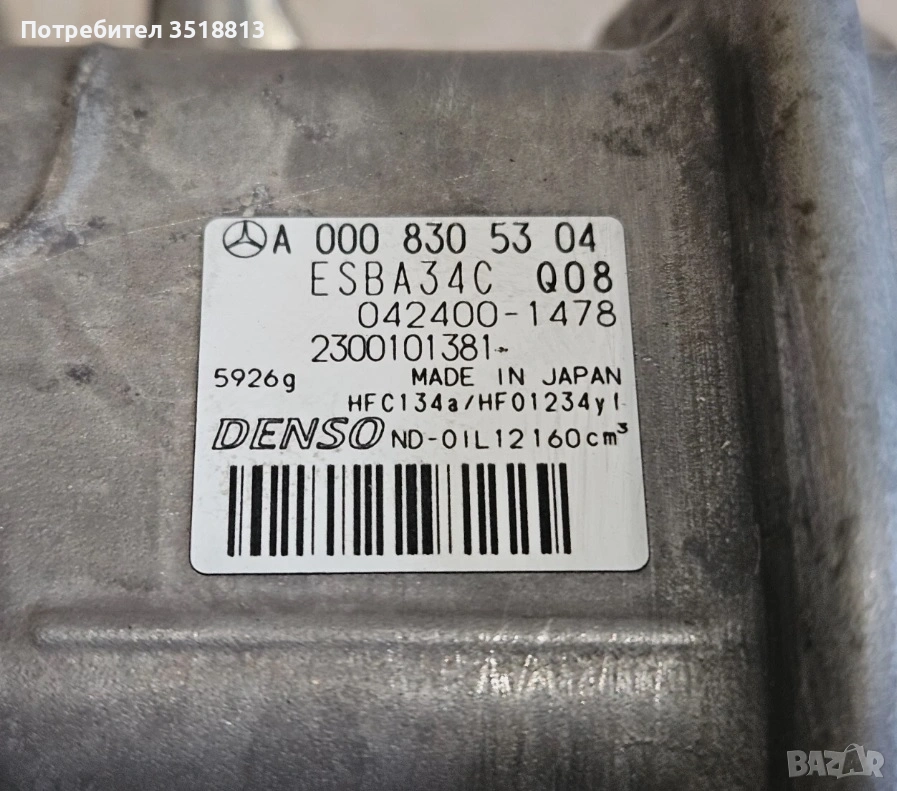 Потребител 3518813
A 000 830 53 04
ESBA34C Q08
042400-1478
2300101381-
5926g MADE IN JAPAN
HFC134a/HFO1234yf
DENSO ND-OIL12160cm³
BAZAR